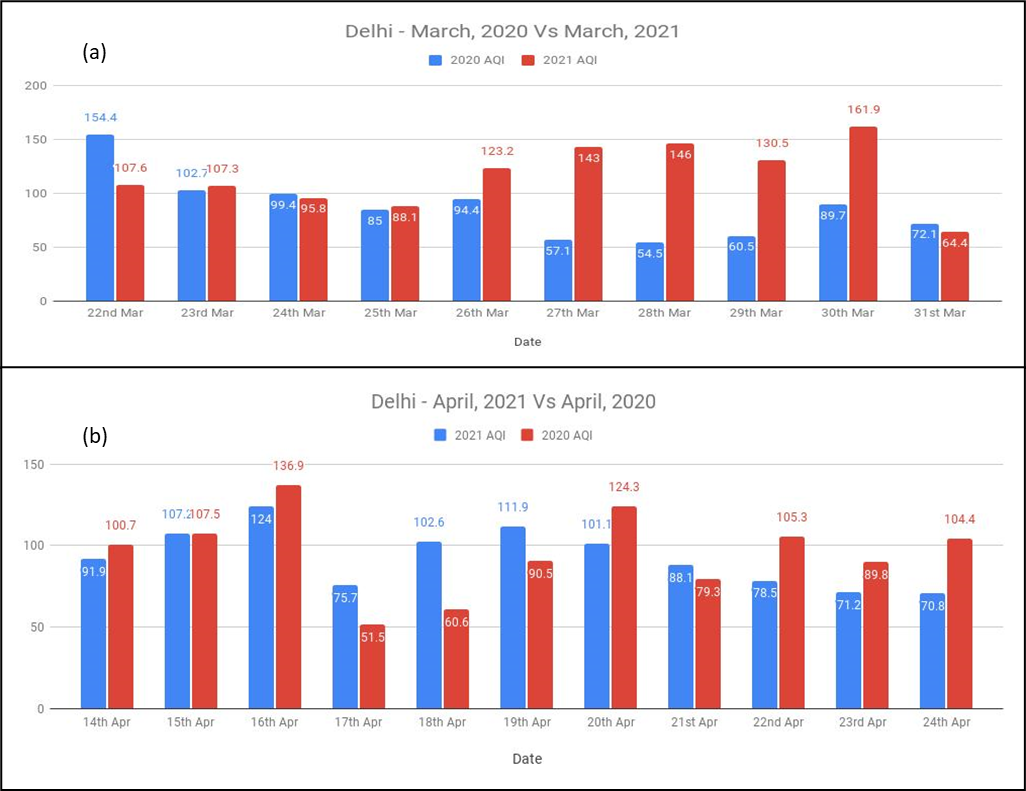 Delhi - March, 2020 Vs March, 2021
(a)
2020 AQI 2021 AQI
200
150
100
50
0
154.4 107.6 102.7 107.3 99.4 95.8 85 88.1 94.4 123.2 57.1 143 54.5 146 60.5 130.5 89.7 161.9 72.1 64.4
22nd Mar 23rd Mar 24th Mar 25th Mar 26th Mar 27th Mar 28th Mar 29th Mar 30th Mar 31st Mar
Date
Delhi - April, 2021 Vs April, 2020
(b)
2021 AQI 2020 AQI
150
100
50
0
91.9 100.7 107.2 107.5 124 136.9 75.7 51.5 102.6 60.6 111.9 90.5 101.1 124.3 88.1 79.3 78.5 105.3 71.2 89.8 70.8 104.4
14th Apr 15th Apr 16th Apr 17th Apr 18th Apr 19th Apr 20th Apr 21st Apr 22nd Apr 23rd Apr 24th Apr
Date